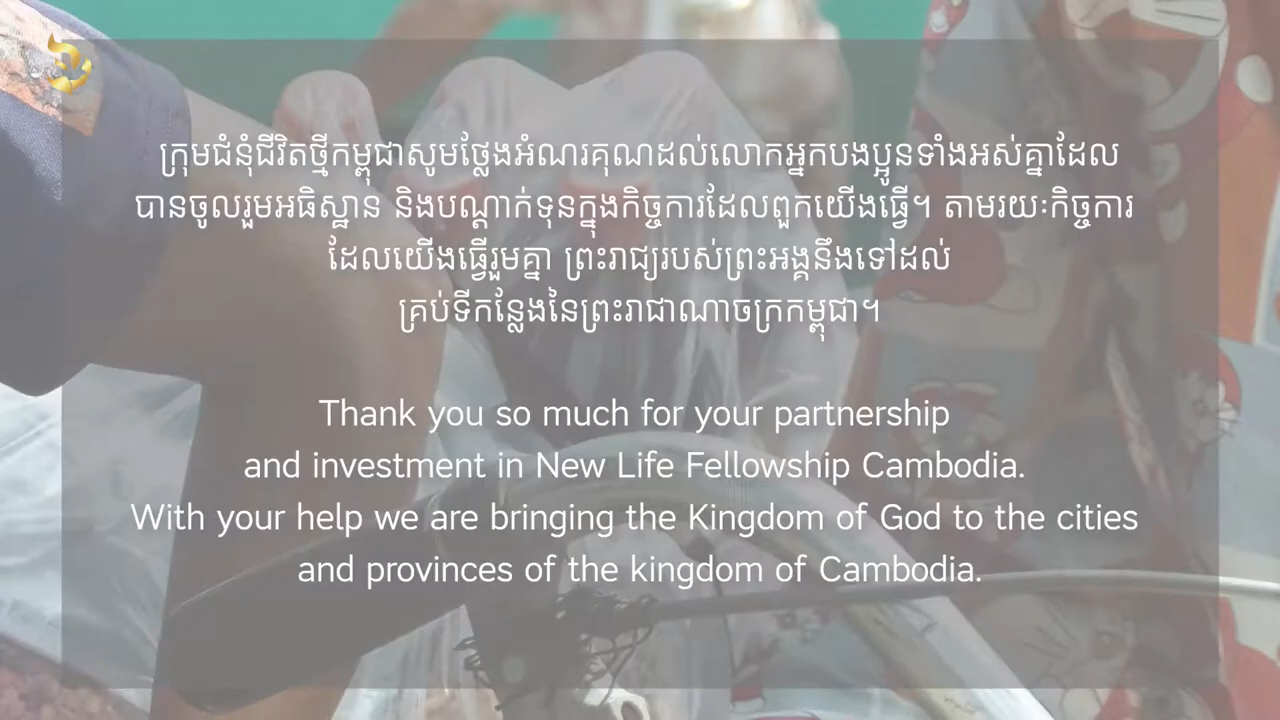 ក្រុមជំនុំជីវិតថ្មីកម្ពុជាសូមថ្លែងអំណរគុណដល់លោកអ្នកបងប្អូនទាំងអស់គ្នាដែល
បានចូលរួមអធិស្ឋាន និងបណ្តាក់ទុនក្នុងកិច្ចការដែលពួកយើងធ្វើ។ តាមរយៈកិច្ចការ
ដែលយើងធ្វើរួមគ្នា ព្រះរាជ្យរបស់ព្រះអង្គនឹងទៅដល់
គ្រប់ទីកន្លែងនៃព្រះរាជាណាចក្រកម្ពុជា។
Thank you so much for your partnership
and investment in New Life Fellowship Cambodia.
With your help we are bringing the Kingdom of God to the cities
and provinces of the kingdom of Cambodia.